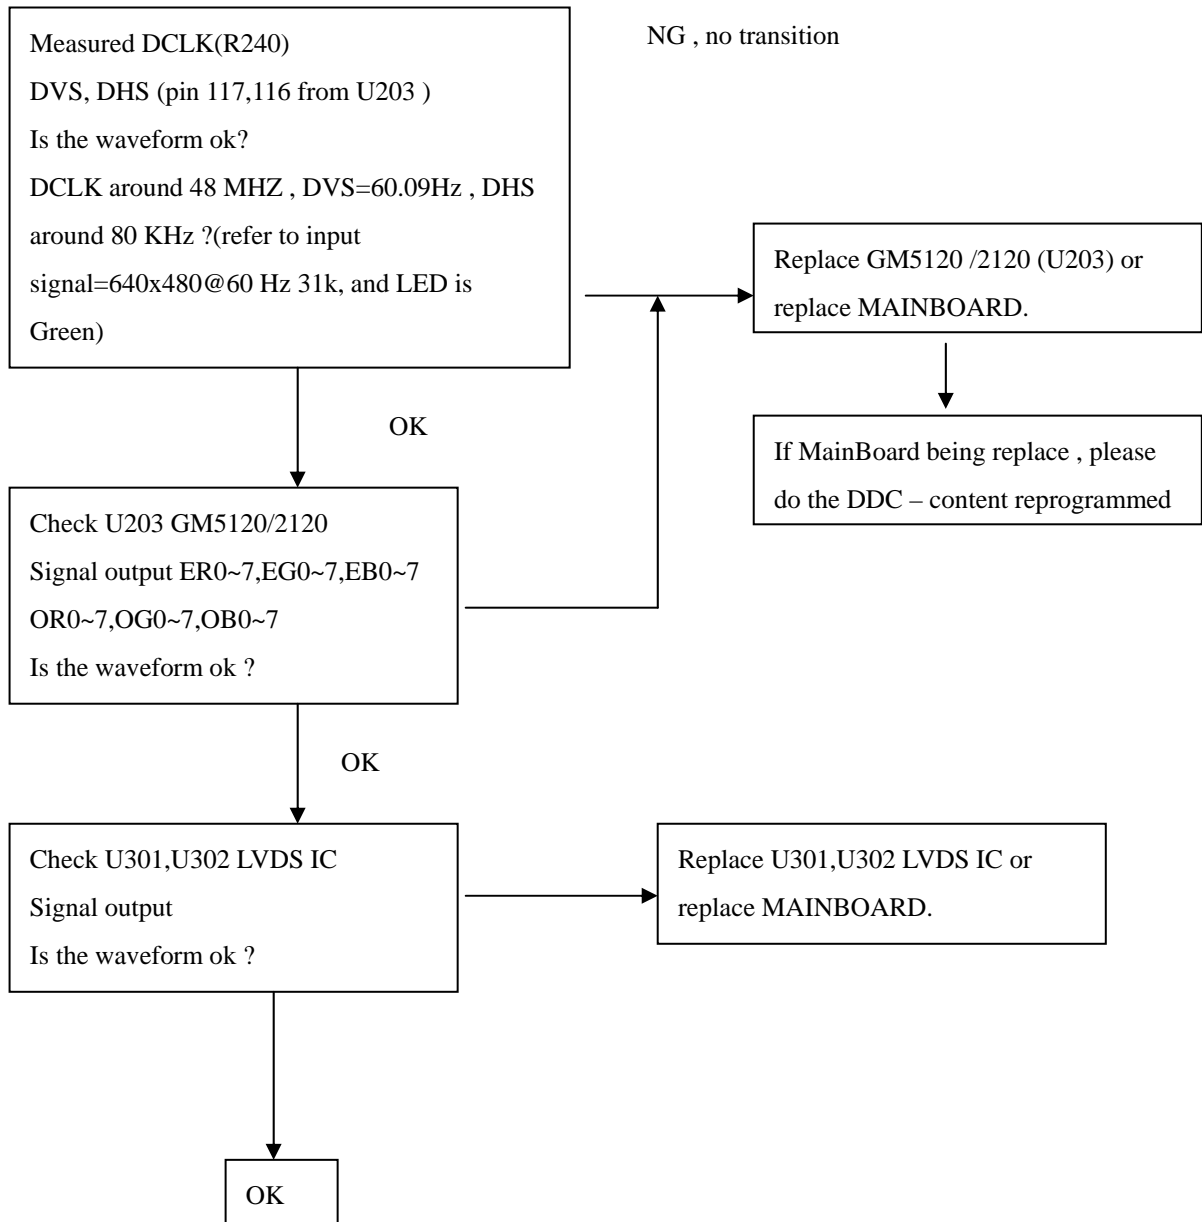 Measured DCLK(R240)
DVS, DHS (pin 117,116 from U203 )
Is the waveform ok?
DCLK around 48 MHZ , DVS=60.09Hz , DHS
around 80 KHz ?(refer to input
signal=640x480@60 Hz 31k, and LED is
Green)
NG , no transition
Replace GM5120 /2120 (U203) or
replace MAINBOARD.
If MainBoard being replace , please
do the DDC – content reprogrammed
OK
Check U203 GM5120/2120
Signal output ER0~7,EG0~7,EB0~7
OR0~7,OG0~7,OB0~7
Is the waveform ok ?
OK
Check U301,U302 LVDS IC
Signal output
Is the waveform ok ?
Replace U301,U302 LVDS IC or
replace MAINBOARD.
OK